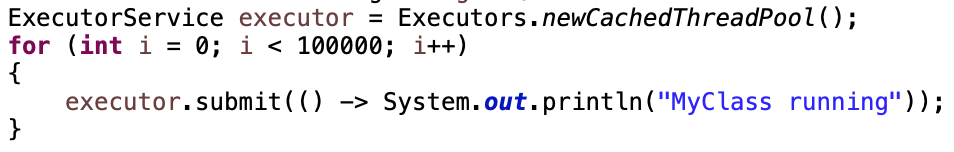 ExecutorService executor = Executors.newCachedThreadPool();
for (int i = 0; i < 100000; i++)
{
    executor.submit(() -> System.out.println("MyClass running"));
}